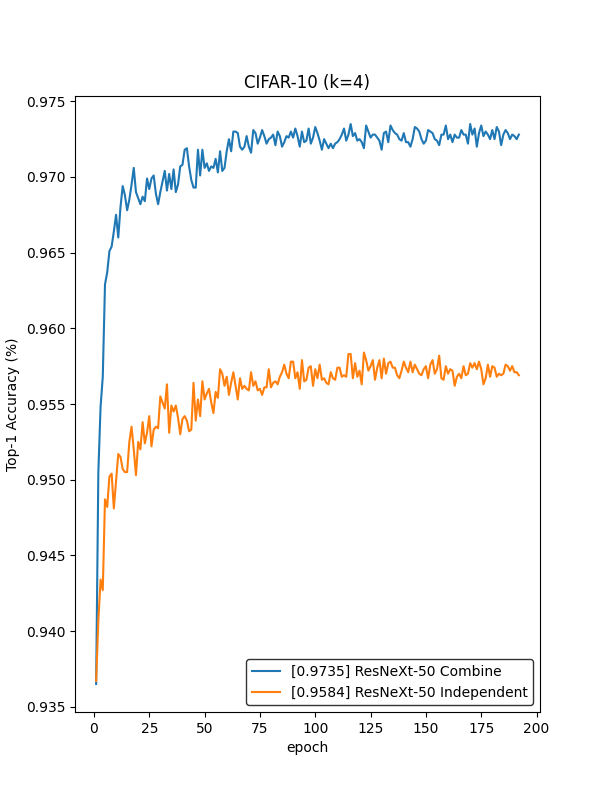 CIFAR-10 (k=4)
Top-1 Accuracy (%)
0.975
0.970
0.965
0.960
0.955
0.950
0.945
0.940
0.935
[0.9735] ResNeXt-50 Combine
[0.9584] ResNeXt-50 Independent
0 25 50 75 100 125 150 175 200
epoch